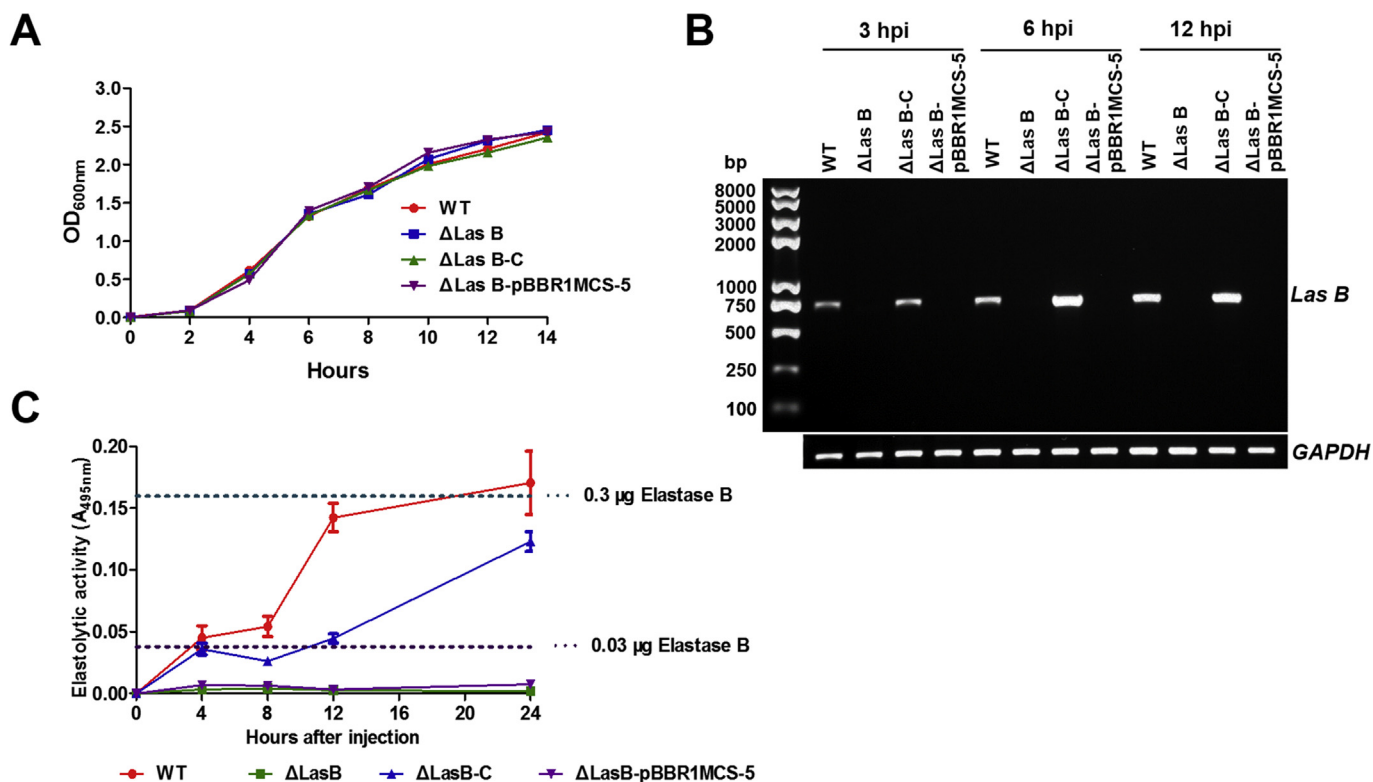 A
3.0
2.5
2.0
1.5
1.0
0.5
0.0
OD600nm
0 2 4 6 8 10 12 14
Hours
WT
ΔLas B
ΔLas B-C
ΔLas B-pBBR1MCS-5
B
3 hpi 6 hpi 12 hpi
WT
ΔLas B
ΔLas B-C
ΔLas B-
pBBR1MCS-5
WT
ΔLas B
ΔLas B-C
ΔLas B-
pBBR1MCS-5
WT
ΔLas B
ΔLas B-C
ΔLas B-
pBBR1MCS-5
bp
8000
5000
3000
2000
1000
750
500
250
100
Las B
GAPDH
C
0.20
0.15
0.10
0.05
0.00
Elastolytic activity (A495nm)
0.3 µg Elastase B
0.03 µg Elastase B
0 4 8 12 16 20 24
Hours after injection
WT ΔLasB ΔLasB-C ΔLasB-pBBR1MCS-5